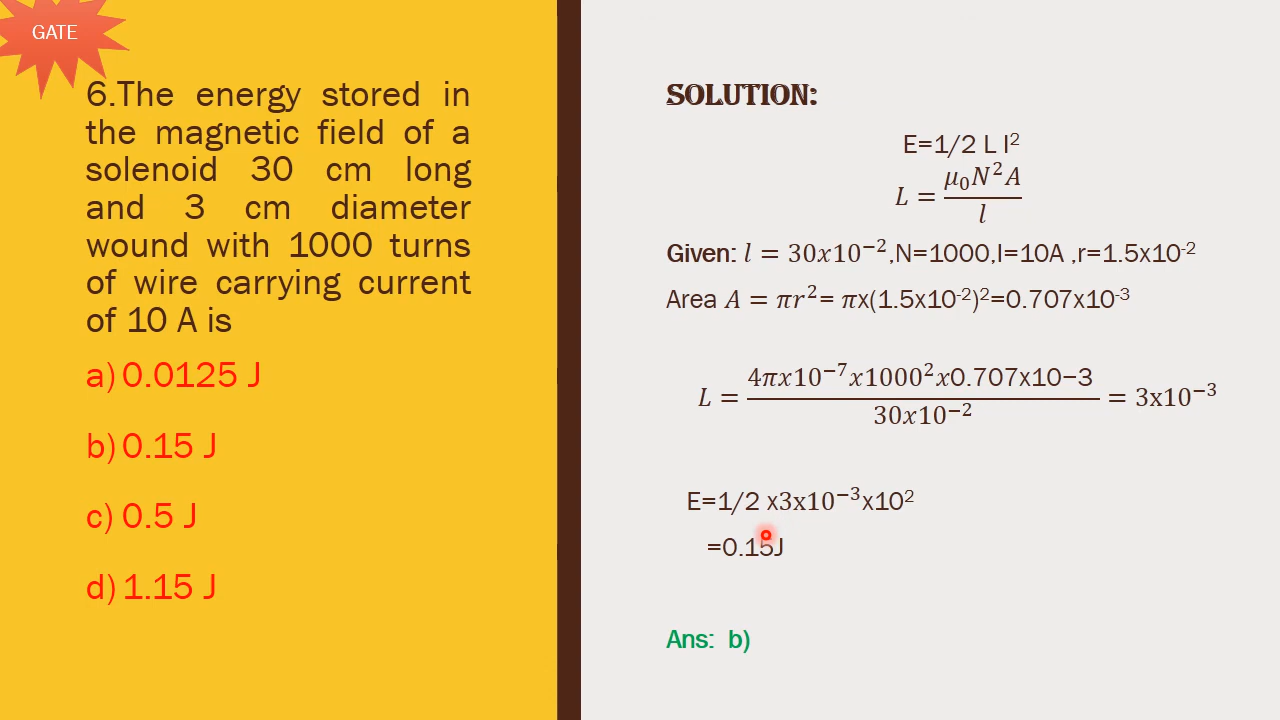 GATE
6.The energy stored in
the magnetic field of a
solenoid 30 cm long
and 3 cm diameter
wound with 1000 turns
of wire carrying current
of 10 A is
a) 0.0125 J
b) 0.15 J
c) 0.5 J
d) 1.15 J
SOLUTION:
E=1/2 L I²
L = μ₀N²A / l
Given: l = 30x10⁻²,N=1000,I=10A ,r=1.5x10⁻²
Area A = πr²= πx(1.5x10⁻²)²=0.707x10⁻³
L = 4πx10⁻⁷x1000²x0.707x10−3 / 30x10⁻² = 3x10⁻³
E=1/2 x3x10⁻³x10²
=0.15J
Ans: b)